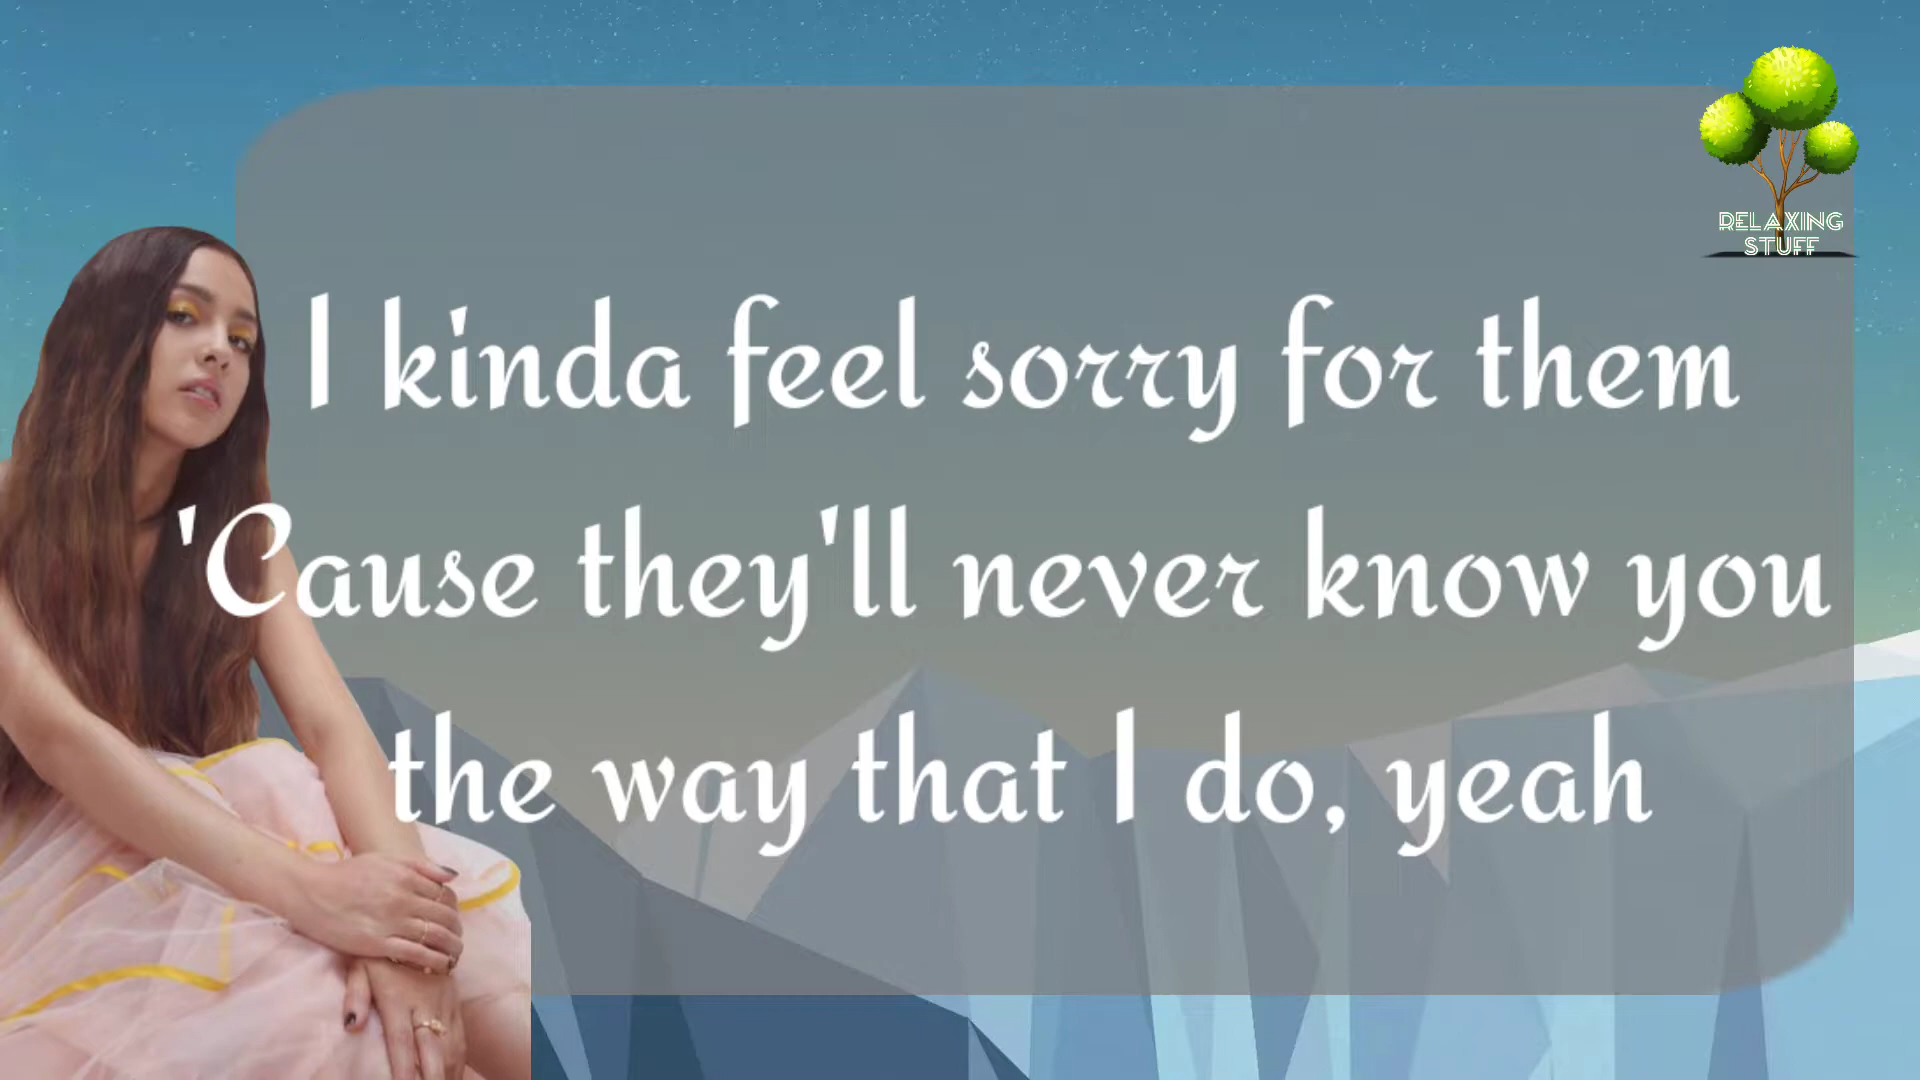 RELAXING
STUFF
I kinda feel sorry for them
'Cause they'll never know you
the way that I do, yeah